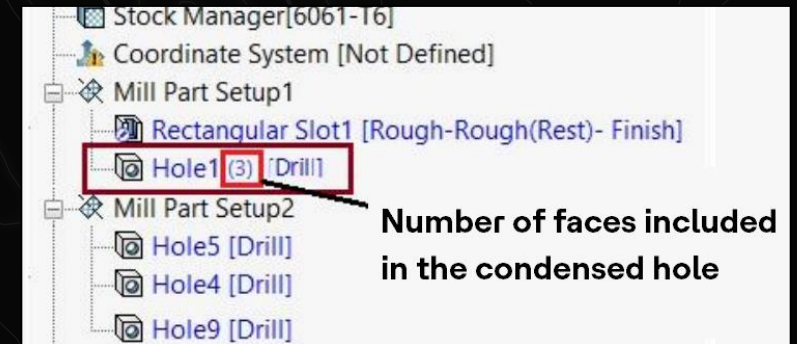 Stock Manager[6061-T6]
Coordinate System [Not Defined]
Mill Part Setup1
Rectangular Slot1 [Rough-Rough(Rest)- Finish]
Hole1 (3) [Drill]
Mill Part Setup2
Number of faces included
in the condensed hole
Hole5 [Drill]
Hole4 [Drill]
Hole9 [Drill]